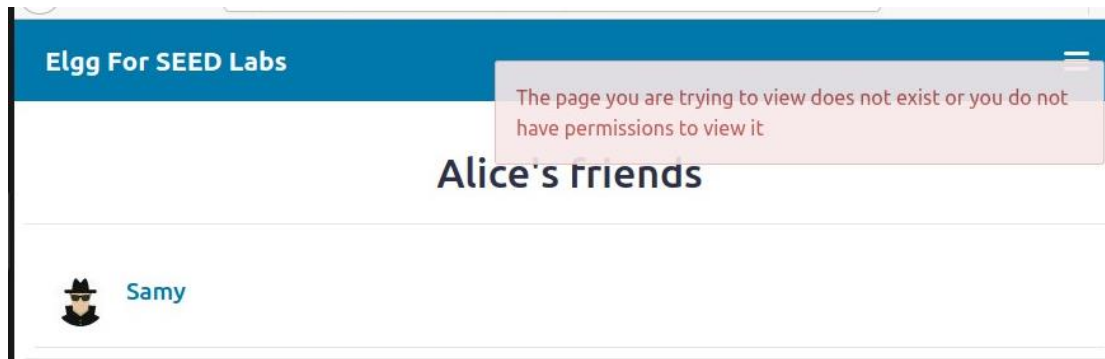 Elgg For SEED Labs
The page you are trying to view does not exist or you do not
have permissions to view it
Alice's friends
Samy